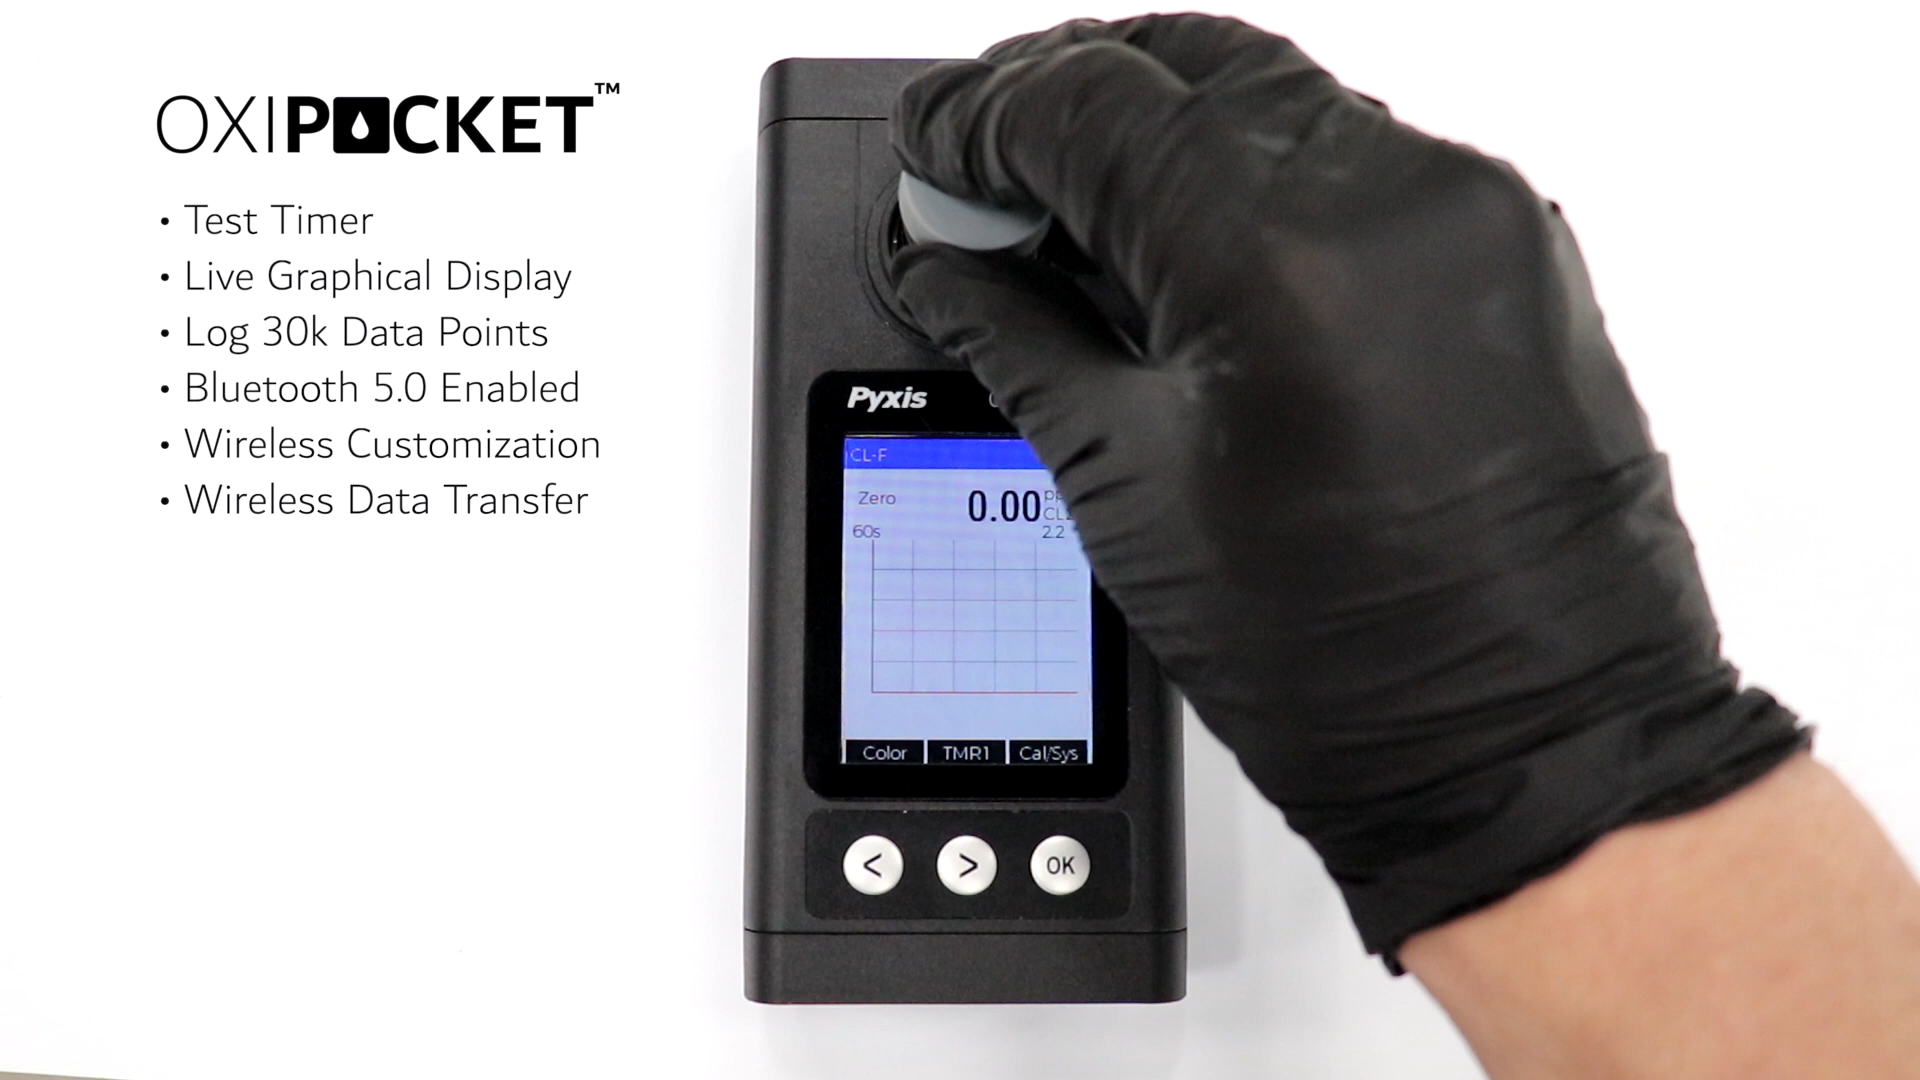 OXIPOCKET™
• Test Timer
• Live Graphical Display
• Log 30k Data Points
• Bluetooth 5.0 Enabled
• Wireless Customization
• Wireless Data Transfer
Pyxis
CL-F
Zero 0.00
60s 2.2
Color TMR1 Cal/Sys
< > OK